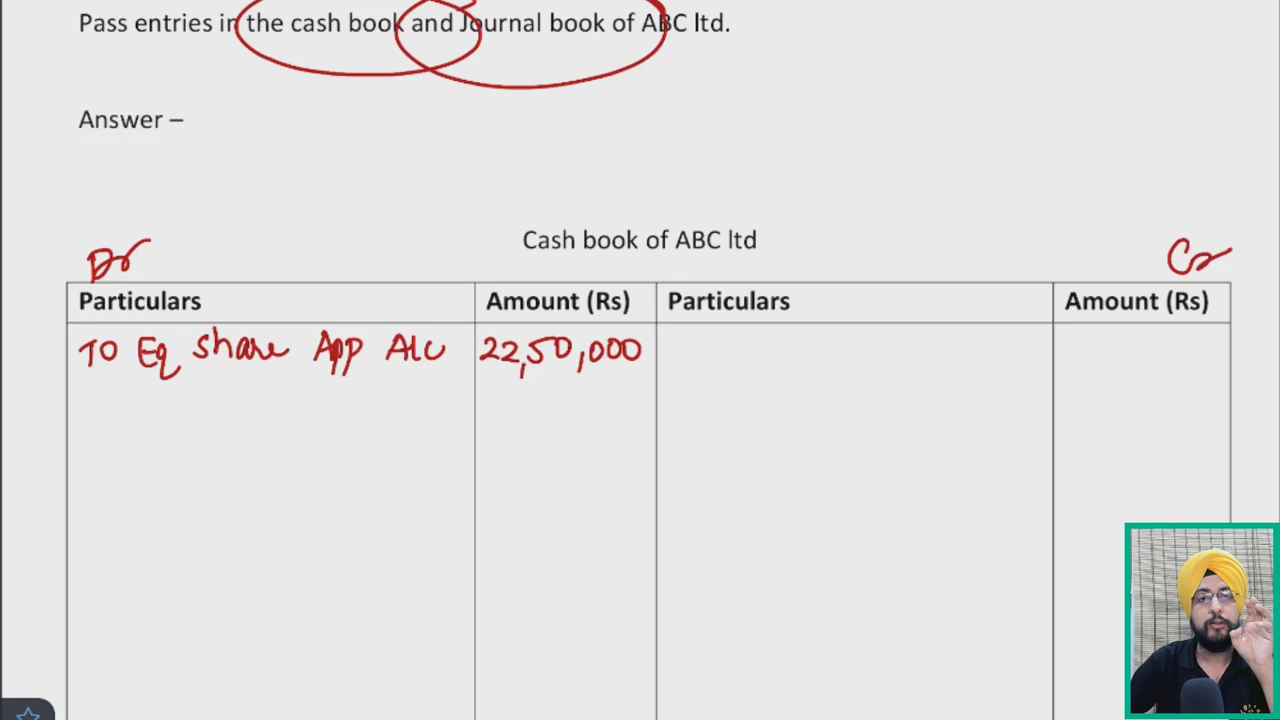 Pass entries in the cash book and Journal book of ABC ltd.
Answer –
Cash book of ABC ltd
Dr
Cr
Particulars Amount (Rs) Particulars Amount (Rs)
To Eq share App A/c 22,50,000